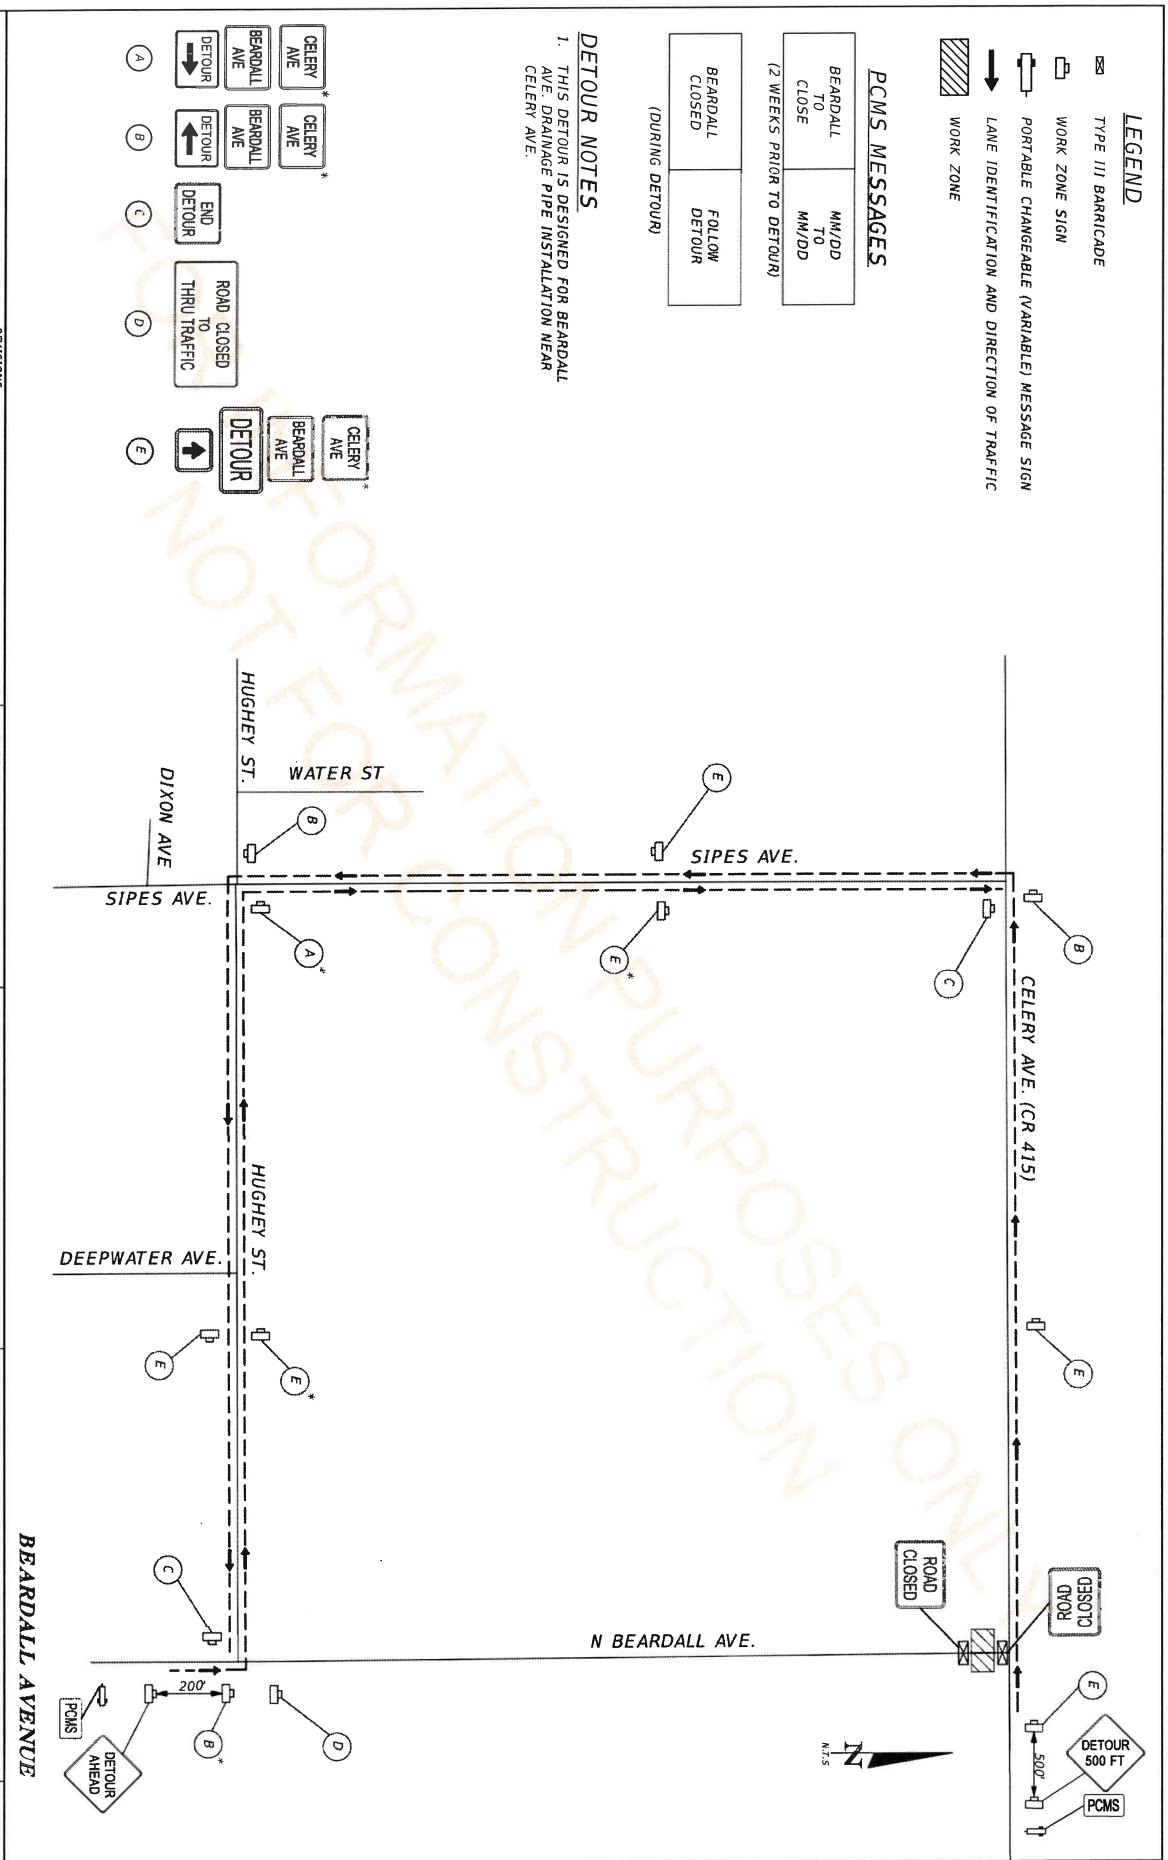 LEGEND
TYPE III BARRICADE
WORK ZONE SIGN
PORTABLE CHANGEABLE (VARIABLE) MESSAGE SIGN
LANE IDENTIFICATION AND DIRECTION OF TRAFFIC
WORK ZONE
PCMS MESSAGES
BEARDALL
TO
CLOSE
MM/DD
TO
MM/DD
(2 WEEKS PRIOR TO DETOUR)
BEARDALL
CLOSED
FOLLOW
DETOUR
(DURING DETOUR)
DETOUR NOTES
1. THIS DETOUR IS DESIGNED FOR BEARDALL
AVE. DRAINAGE PIPE INSTALLATION NEAR
CELERY AVE.
CELERY
AVE
*
BEARDALL
AVE
DETOUR
A
CELERY
AVE
*
BEARDALL
AVE
DETOUR
B
END
DETOUR
C
ROAD CLOSED
TO
THRU TRAFFIC
D
CELERY
AVE
*
BEARDALL
AVE
DETOUR
E
B
CELERY AVE. (CR 415)
E
CLOSED
ROAD
E
DETOUR
500 FT
500'
PCMS
C
ROAD
CLOSED
E
SIPES AVE.
E*
N BEARDALL AVE.
N
N.T.S
WATER ST
HUGHEY ST.
B
A*
DIXON AVE
SIPES AVE.
HUGHEY ST.
DEEPWATER AVE.
E*
E
C
D
B*
200'
DETOUR
AHEAD
PCMS
BEARDALL AVENUE
FOR INFORMATION PURPOSES ONLY
NOT FOR CONSTRUCTION